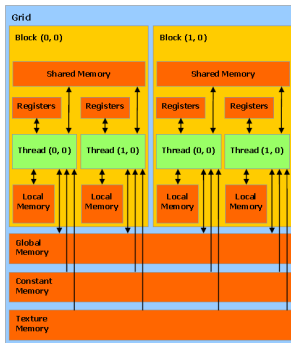 Grid
Block (0, 0)
Block (1, 0)
Shared Memory
Shared Memory
Registers
Registers
Registers
Registers
Thread (0, 0)
Thread (1, 0)
Thread (0, 0)
Thread (1, 0)
Local
Memory
Local
Memory
Local
Memory
Local
Memory
Global
Memory
Constant
Memory
Texture
Memory